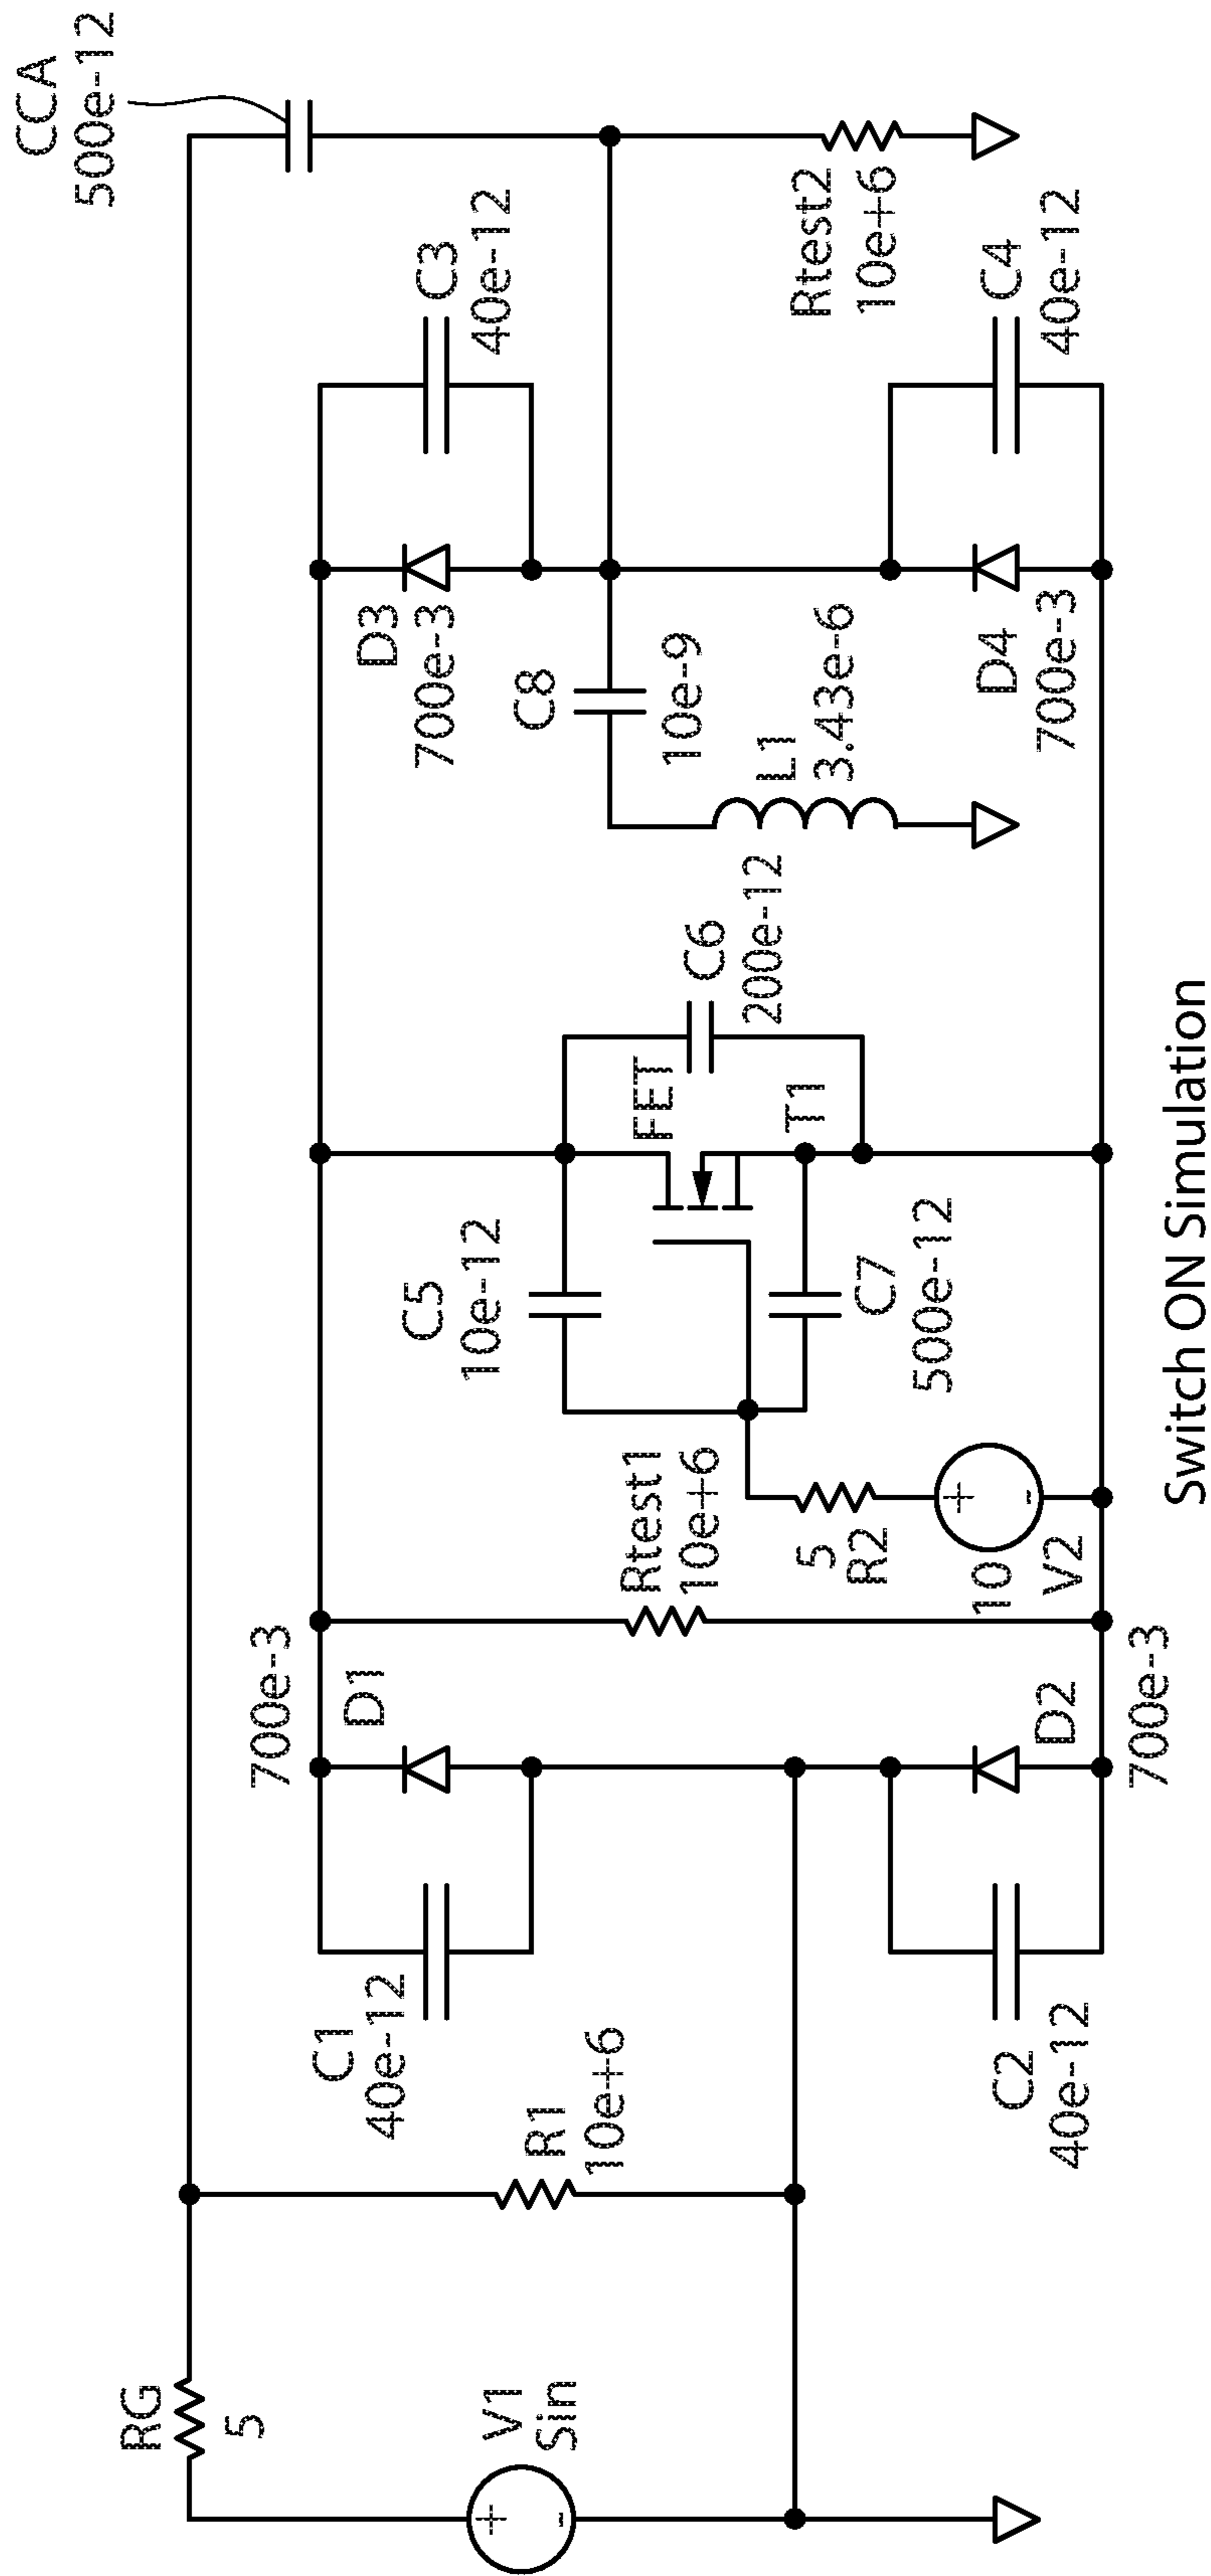 CCA
500e-12
RG
5
V1
Sin
R1
10e+6
C1
40e-12
700e-3
D1
C2
40e-12
D2
700e-3
Rtest1
10e+6
5
R2
10
V2
C5
10e-12
C7
500e-12
FET
T1
C6
200e-12
L1
3.43e-6
C8
10e-9
D3
700e-3
C3
40e-12
D4
700e-3
C4
40e-12
Rtest2
10e+6
+
-
+
-
Switch ON Simulation